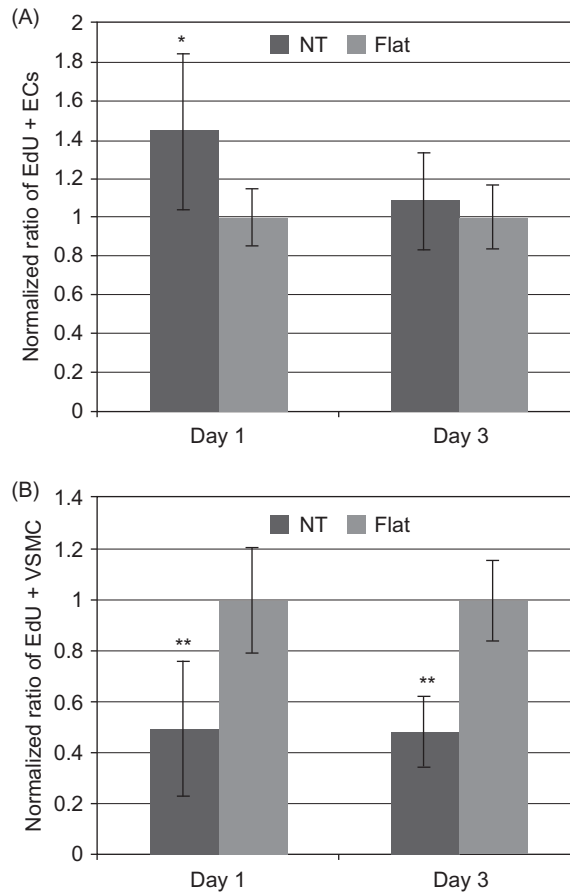 (A)
2
1.8
1.6
1.4
1.2
1
0.8
0.6
0.4
0.2
0
Normalized ratio of EdU + ECs
NT Flat
*
Day 1 Day 3
(B)
1.4
1.2
1
0.8
0.6
0.4
0.2
0
Normalized ratio of EdU + VSMC
NT Flat
**
**
Day 1 Day 3